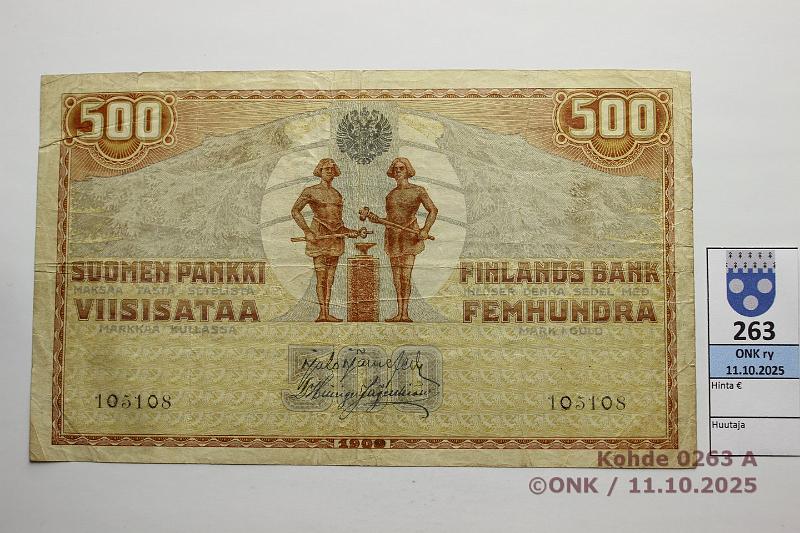 500 500
SUOMEN PANKKI
MAKSAA TÄSTÄ SETELISTÄ
VIISISATAA
MARKKAA KULLASSA
FINLANDS BANK
INLÖSER DENNA SEDEL MED
FEMHUNDRA
MARK I GULD
500
105108 105108
1909
263
ONK ry
11.10.2025
Hinta €
Huutaja
Kohde 0263 A
©ONK / 11.10.2025